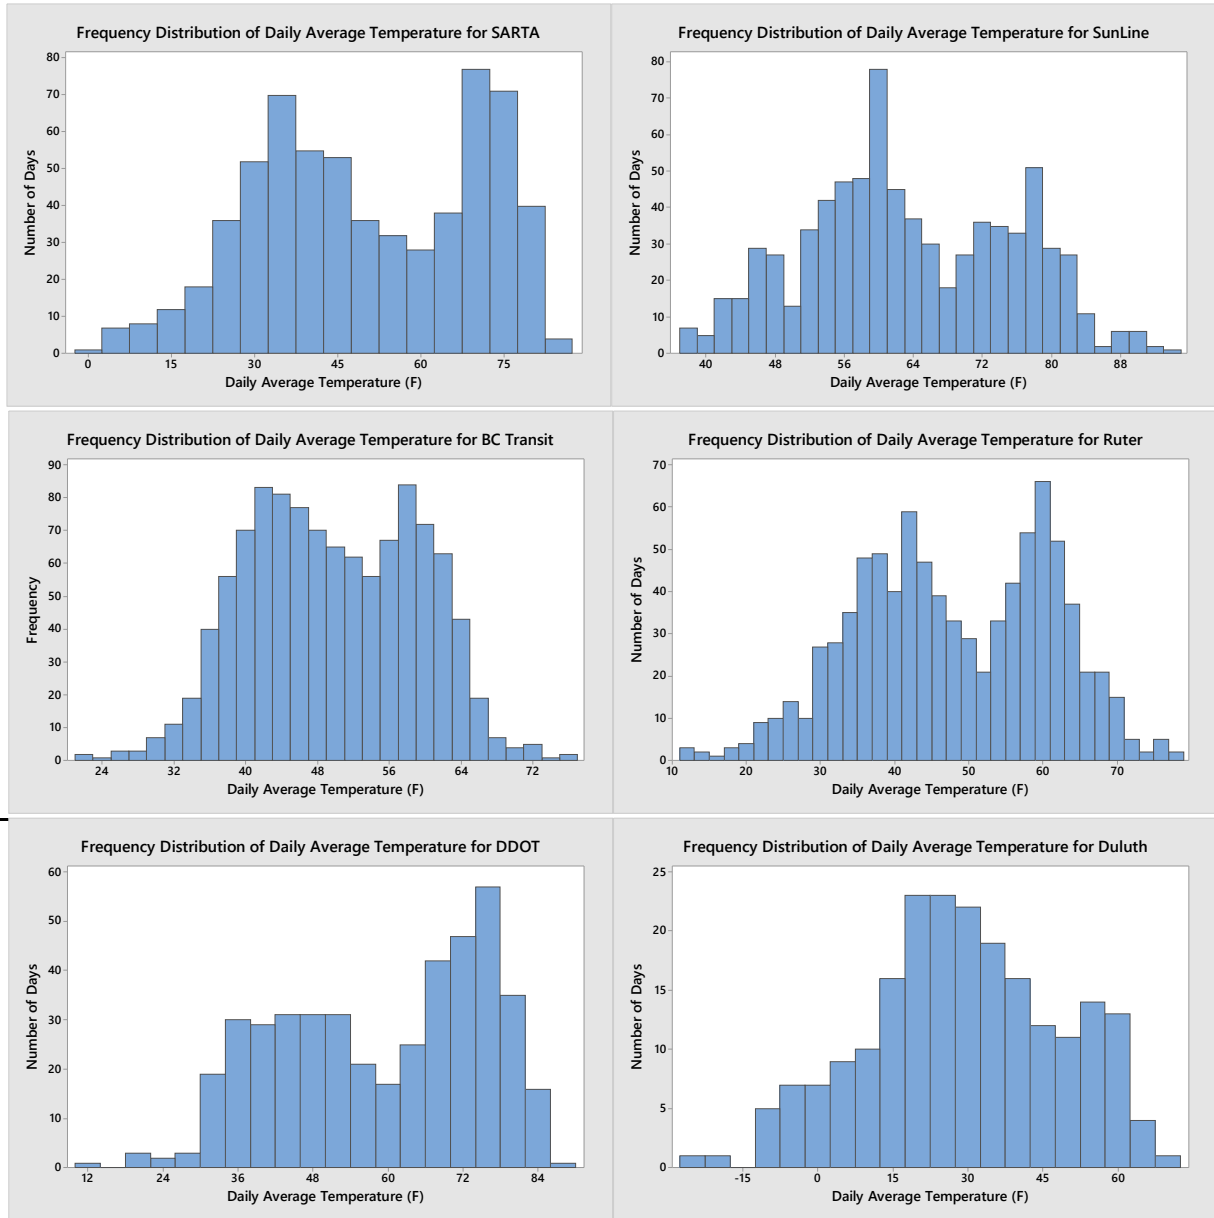 Frequency Distribution of Daily Average Temperature for SARTA
Number of Days
80
70
60
50
40
30
20
10
0
0 15 30 45 60 75
Daily Average Temperature (F)
Frequency Distribution of Daily Average Temperature for SunLine
Number of Days
80
70
60
50
40
30
20
10
0
40 48 56 64 72 80 88
Daily Average Temperature (F)
Frequency Distribution of Daily Average Temperature for BC Transit
Frequency
90
80
70
60
50
40
30
20
10
0
24 32 40 48 56 64 72
Daily Average Temperature (F)
Frequency Distribution of Daily Average Temperature for Ruter
Number of Days
70
60
50
40
30
20
10
0
10 20 30 40 50 60 70
Daily Average Temperature (F)
Frequency Distribution of Daily Average Temperature for DDOT
Number of Days
60
50
40
30
20
10
0
12 24 36 48 60 72 84
Daily Average Temperature (F)
Frequency Distribution of Daily Average Temperature for Duluth
Number of Days
25
20
15
10
5
0
-15 0 15 30 45 60
Daily Average Temperature (F)